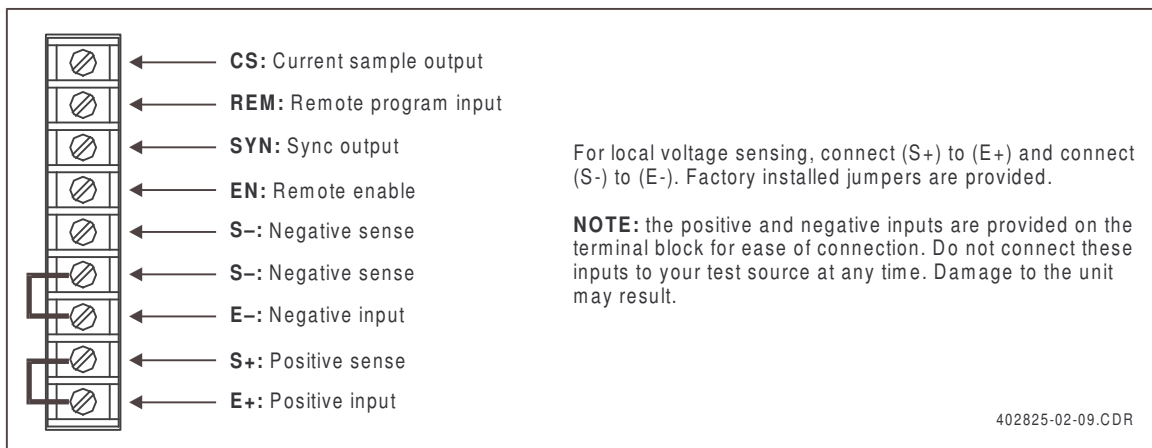 CS: Current sample output
REM: Remote program input
SYN: Sync output
EN: Remote enable
S–: Negative sense
S–: Negative sense
E–: Negative input
S+: Positive sense
E+: Positive input
For local voltage sensing, connect (S+) to (E+) and connect
(S-) to (E-). Factory installed jumpers are provided.
NOTE: the positive and negative inputs are provided on the
terminal block for ease of connection. Do not connect these
inputs to your test source at any time. Damage to the unit
may result.
402825-02-09.CDR